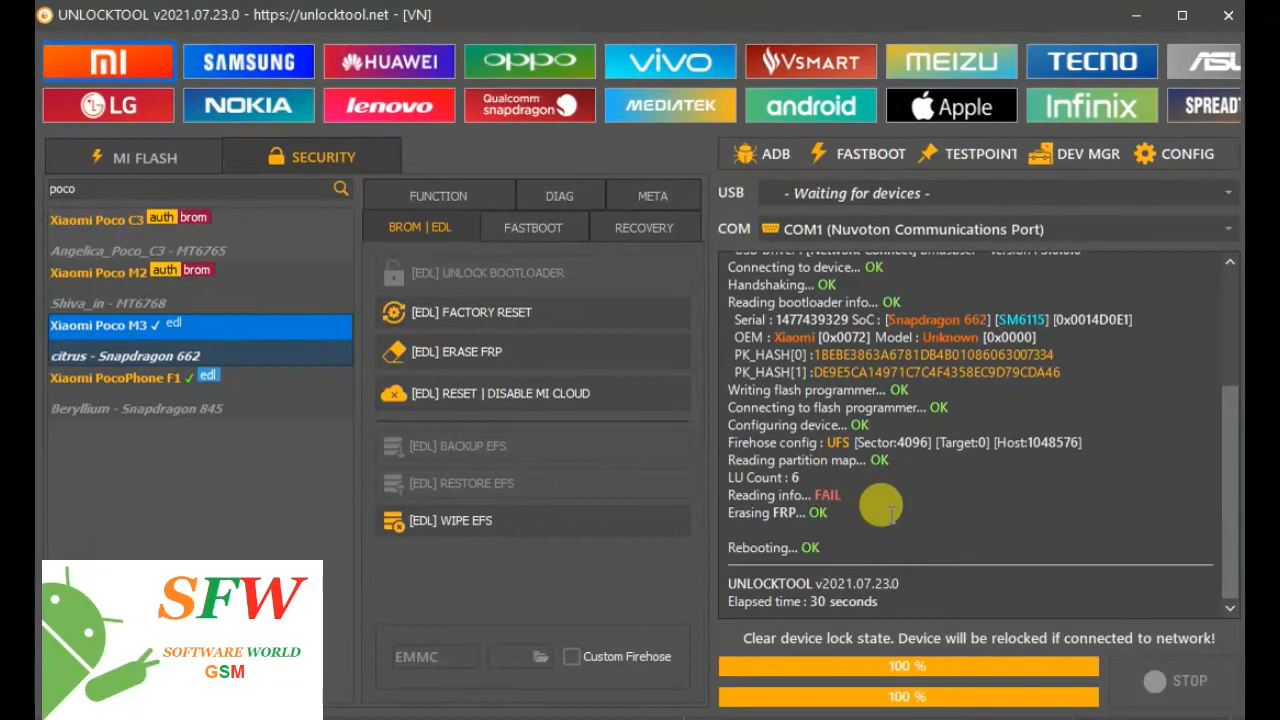 UNLOCKTOOL v2021.07.23.0 - https://unlocktool.net - [VN]
MI SAMSUNG HUAWEI oppo vivo VSMART MEIZU TECNO ASU
LG NOKIA lenovo Qualcomm snapdragon MEDIATEK android Apple Infinix SPREADT
MI FLASH SECURITY
ADB FASTBOOT TESTPOINT DEV MGR CONFIG
poco
Xiaomi Poco C3 auth brom
Angelica_Poco_C3 - MT6765
Xiaomi Poco M2 auth brom
Shiva_in - MT6768
Xiaomi Poco M3 ✓ edl
citrus - Snapdragon 662
Xiaomi PocoPhone F1 ✓ edl
Beryllium - Snapdragon 845
FUNCTION DIAG META
BROM | EDL FASTBOOT RECOVERY
[EDL] UNLOCK BOOTLOADER
[EDL] FACTORY RESET
[EDL] ERASE FRP
[EDL] RESET | DISABLE MI CLOUD
[EDL] BACKUP EFS
[EDL] RESTORE EFS
[EDL] WIPE EFS
EMMC Custom Firehose
USB - Waiting for devices -
COM COM1 (Nuvoton Communications Port)
Connecting to device... OK
Handshaking... OK
Reading bootloader info... OK
Serial : 1477439329 SoC : [Snapdragon 662] [SM6115] [0x0014D0E1]
OEM : Xiaomi [0x0072] Model : Unknown [0x0000]
PK_HASH[0] :1BEBE3863A6781DB4B01086063007334
PK_HASH[1] :DE9E5CA14971C7C4F4358EC9D79CDA46
Writing flash programmer... OK
Connecting to flash programmer... OK
Configuring device... OK
Firehose config : UFS [Sector:4096] [Target:0] [Host:1048576]
Reading partition map... OK
LU Count : 6
Reading info... FAIL
Erasing FRP... OK
Rebooting... OK
UNLOCKTOOL v2021.07.23.0
Elapsed time : 30 seconds
Clear device lock state. Device will be relocked if connected to network!
100 %
100 %
STOP
SFW
SOFTWARE WORLD
GSM